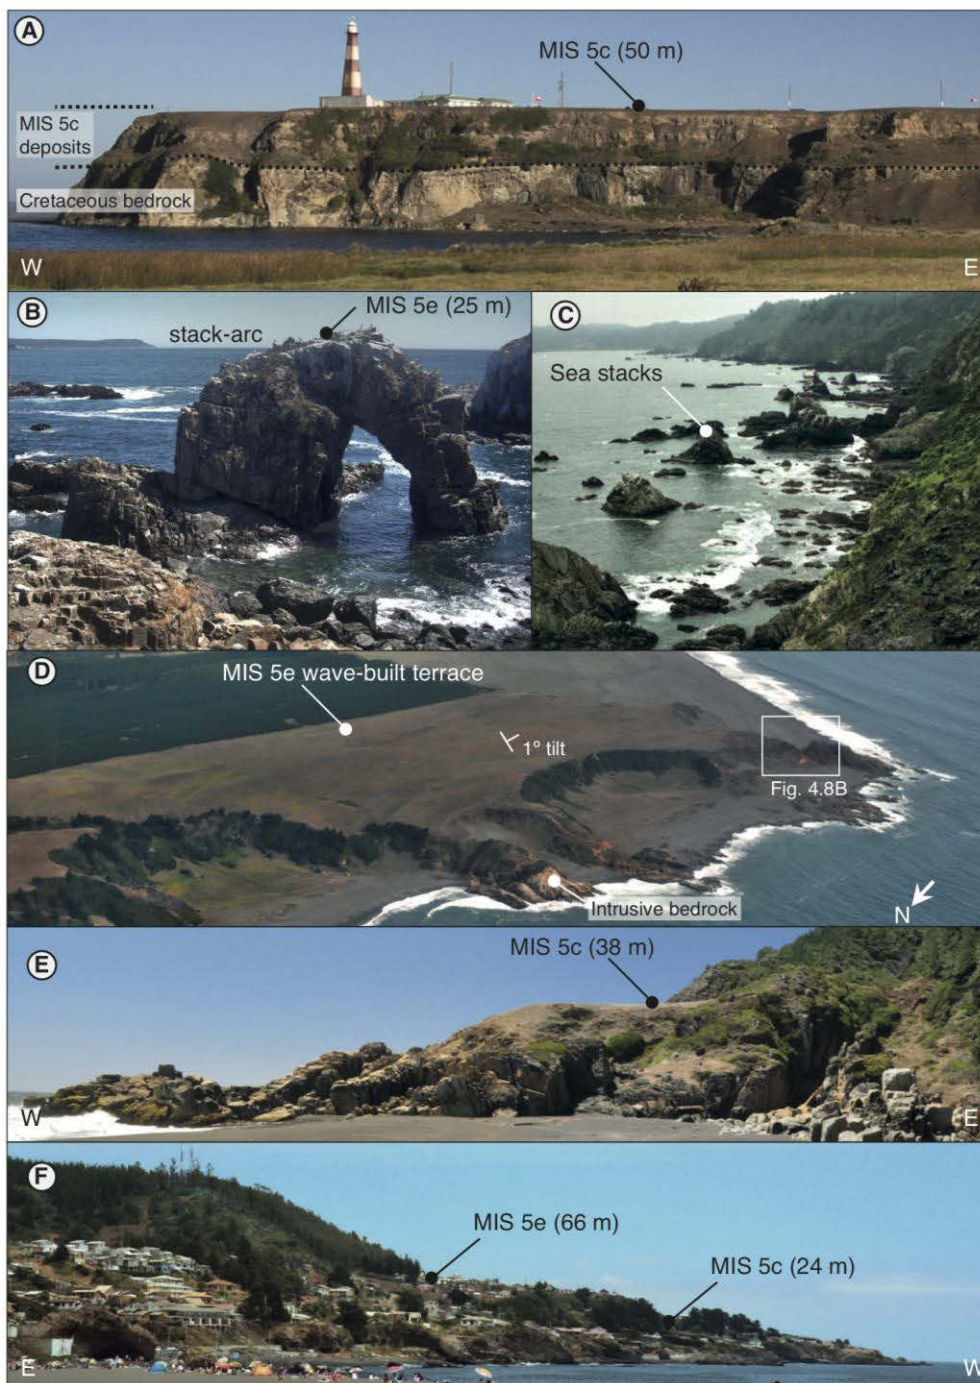 A
MIS 5c (50 m)
MIS 5c
deposits
Cretaceous bedrock
W
E
B
MIS 5e (25 m)
stack-arc
C
Sea stacks
D
MIS 5e wave-built terrace
1º tilt
Fig. 4.8B
Intrusive bedrock
N
E
MIS 5c (38 m)
W
E
F
MIS 5e (66 m)
MIS 5c (24 m)
E
W